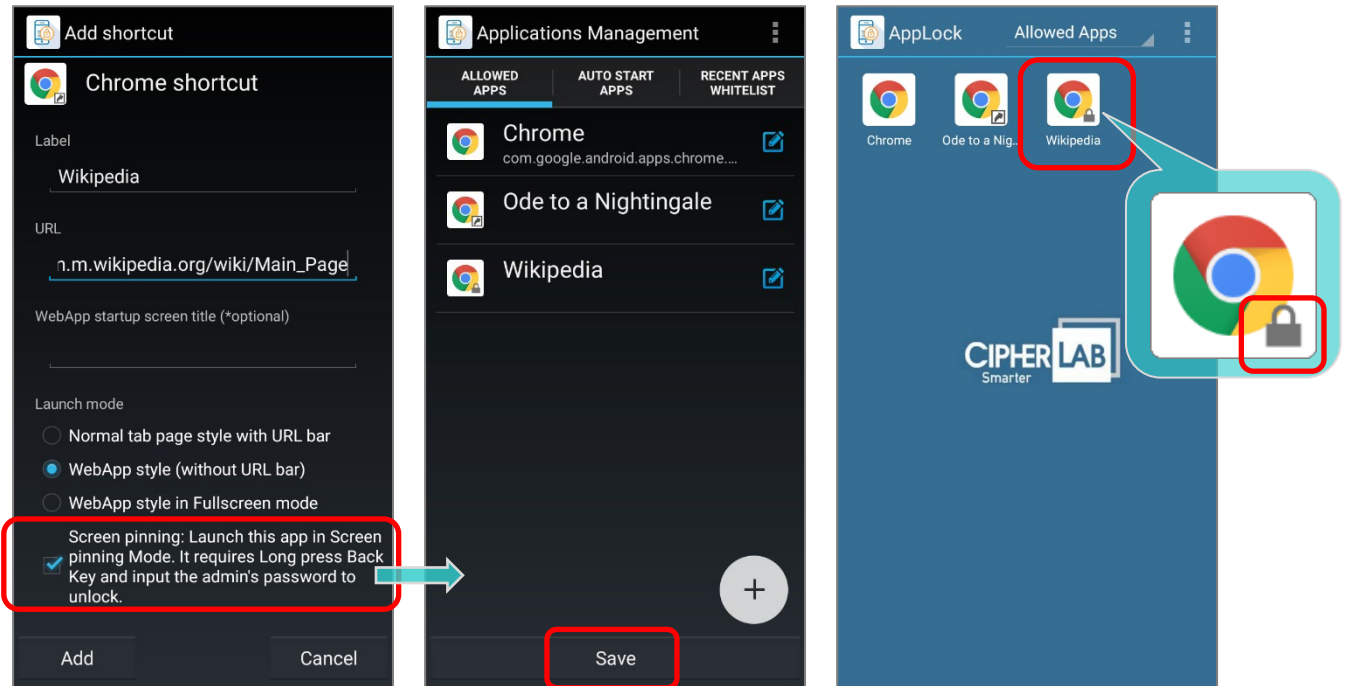 Add shortcut
Chrome shortcut
Label
Wikipedia
URL
n.m.wikipedia.org/wiki/Main_Page
WebApp startup screen title (*optional)
Launch mode
Normal tab page style with URL bar
WebApp style (without URL bar)
WebApp style in Fullscreen mode
Screen pinning: Launch this app in Screen
pinning Mode. It requires Long press Back
Key and input the admin's password to
unlock.
Add
Cancel
Applications Management
ALLOWED
APPS
AUTO START
APPS
RECENT APPS
WHITELIST
Chrome
com.google.android.apps.chrome....
Ode to a Nightingale
Wikipedia
+
Save
AppLock
Allowed Apps
Chrome
Ode to a Nig..
Wikipedia
CIPHERLAB
Smarter